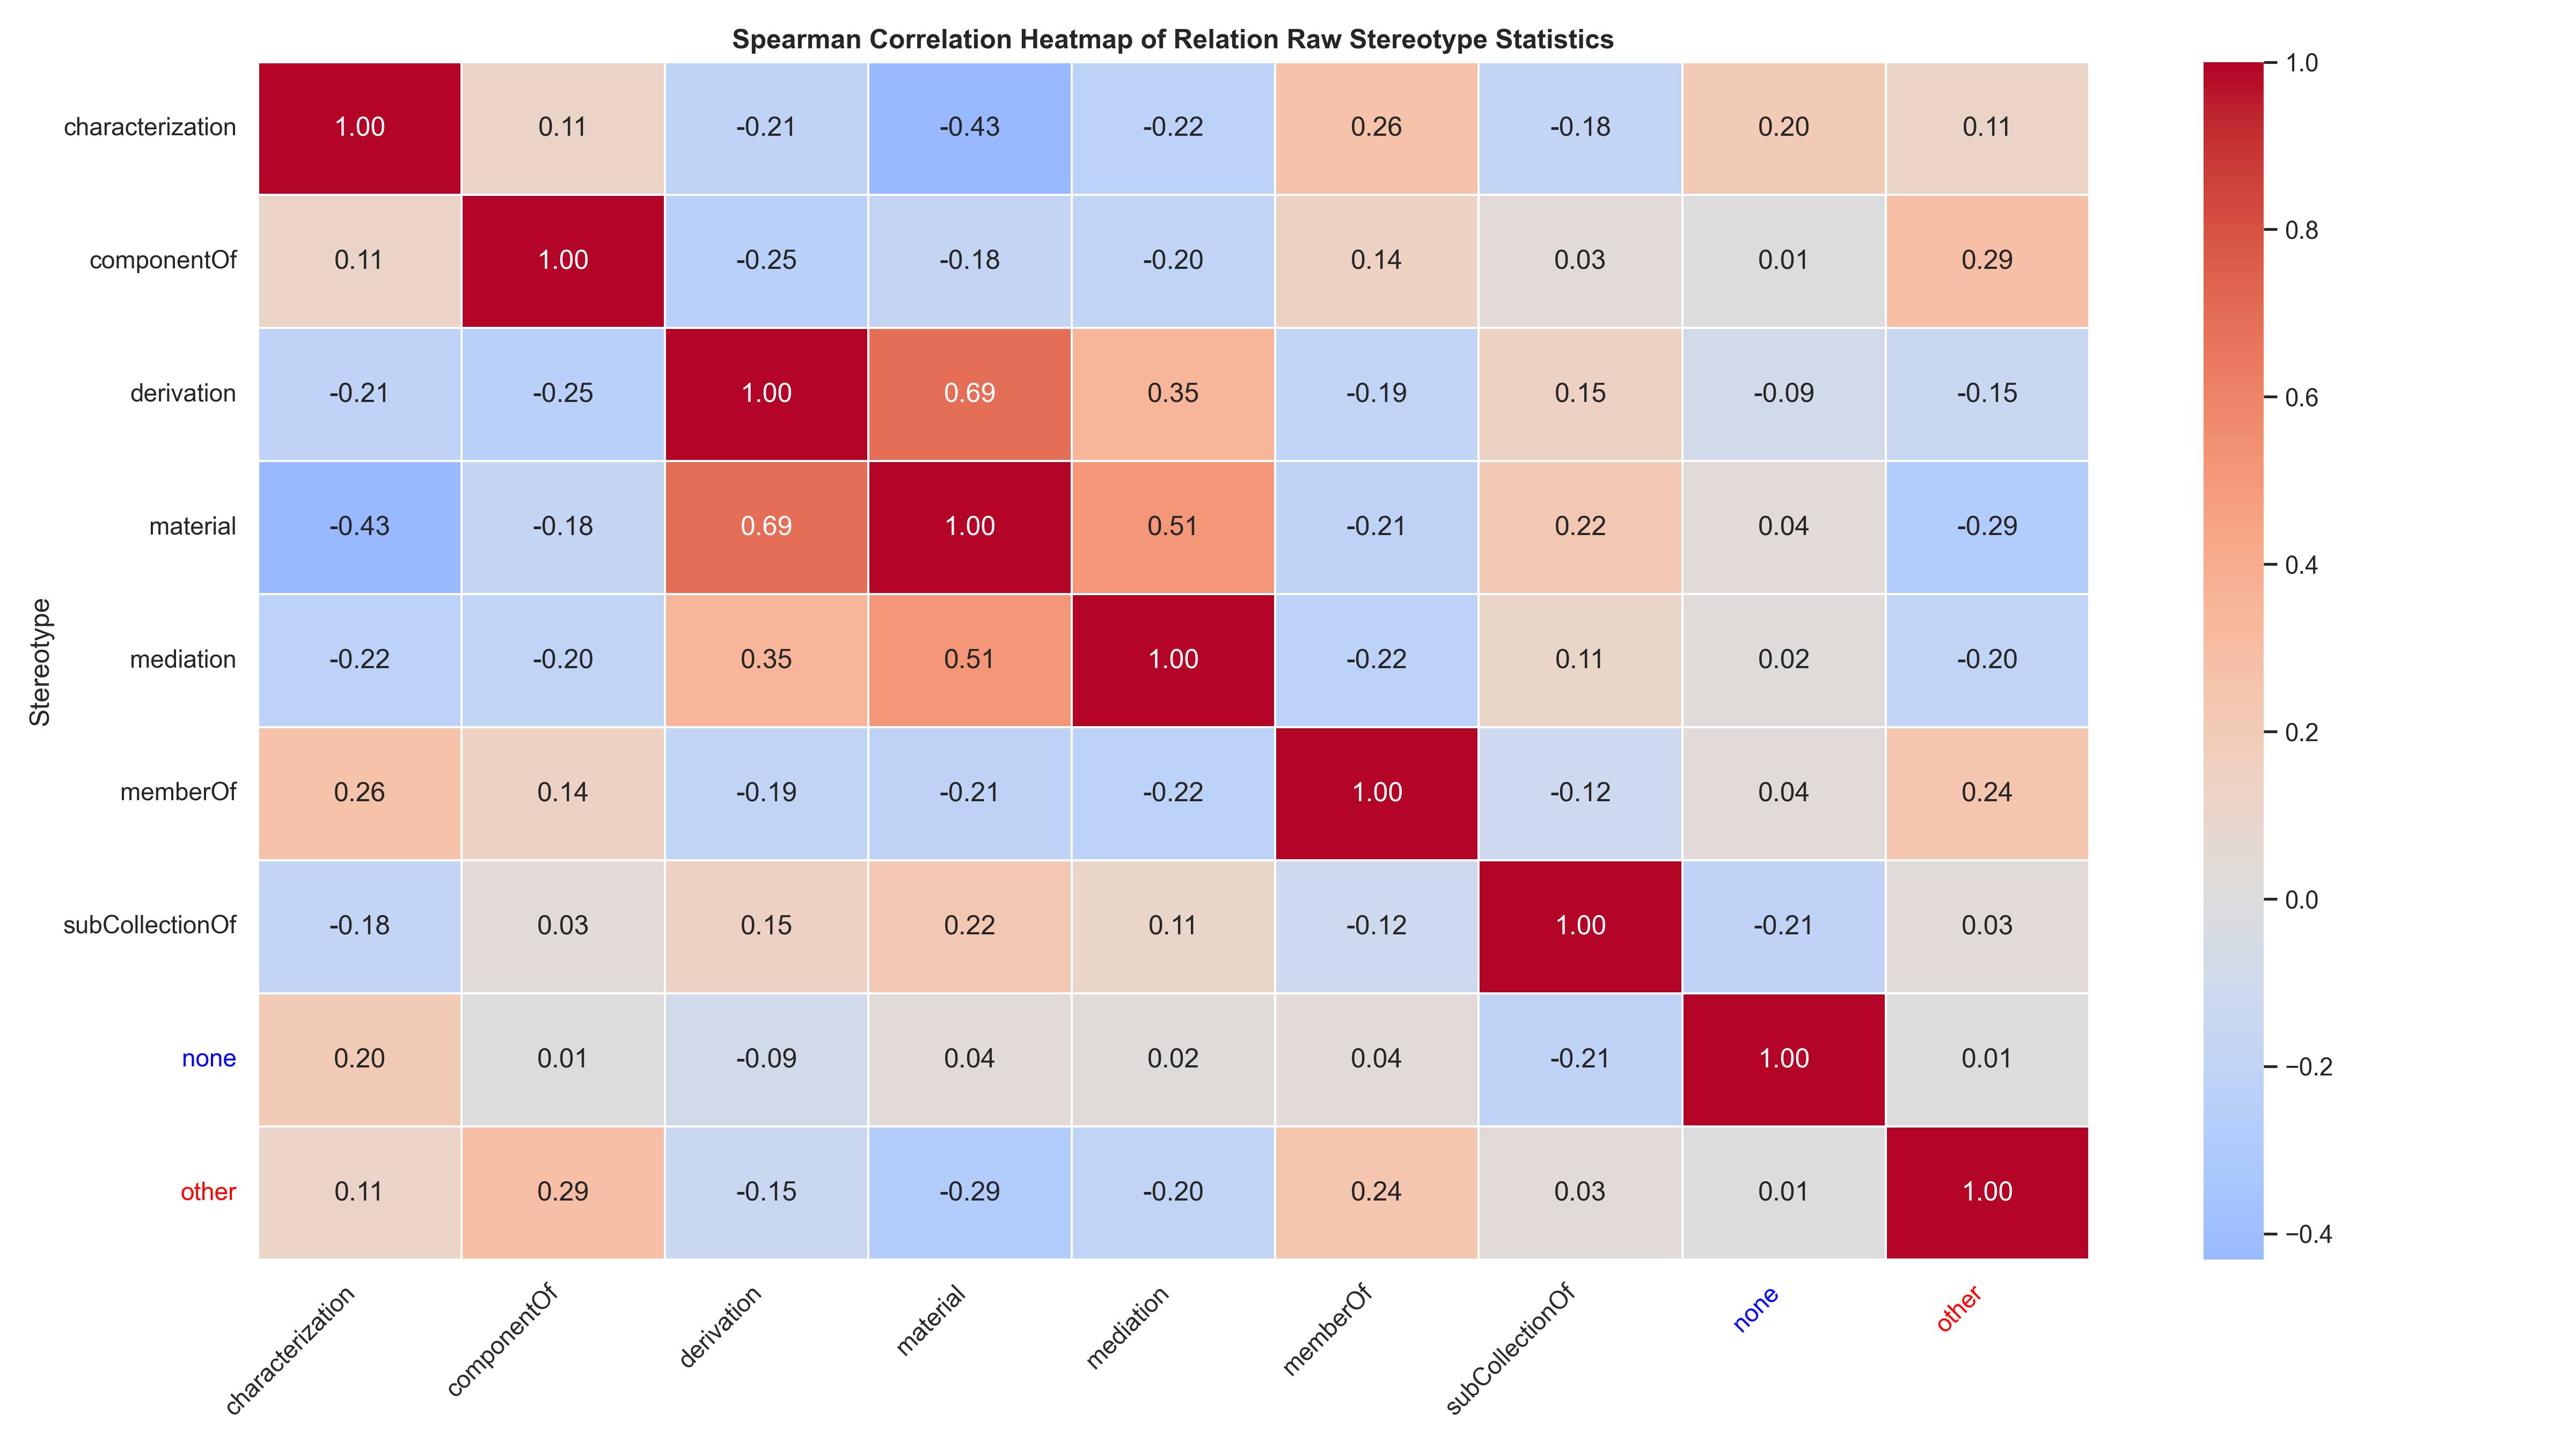 Spearman Correlation Heatmap of Relation Raw Stereotype Statistics
Stereotype
characterization 1.00 0.11 -0.21 -0.43 -0.22 0.26 -0.18 0.20 0.11
componentOf 0.11 1.00 -0.25 -0.18 -0.20 0.14 0.03 0.01 0.29
derivation -0.21 -0.25 1.00 0.69 0.35 -0.19 0.15 -0.09 -0.15
material -0.43 -0.18 0.69 1.00 0.51 -0.21 0.22 0.04 -0.29
mediation -0.22 -0.20 0.35 0.51 1.00 -0.22 0.11 0.02 -0.20
memberOf 0.26 0.14 -0.19 -0.21 -0.22 1.00 -0.12 0.04 0.24
subCollectionOf -0.18 0.03 0.15 0.22 0.11 -0.12 1.00 -0.21 0.03
none 0.20 0.01 -0.09 0.04 0.02 0.04 -0.21 1.00 0.01
other 0.11 0.29 -0.15 -0.29 -0.20 0.24 0.03 0.01 1.00
characterization componentOf derivation material mediation memberOf subCollectionOf none other
1.0
0.8
0.6
0.4
0.2
0.0
−0.2
−0.4